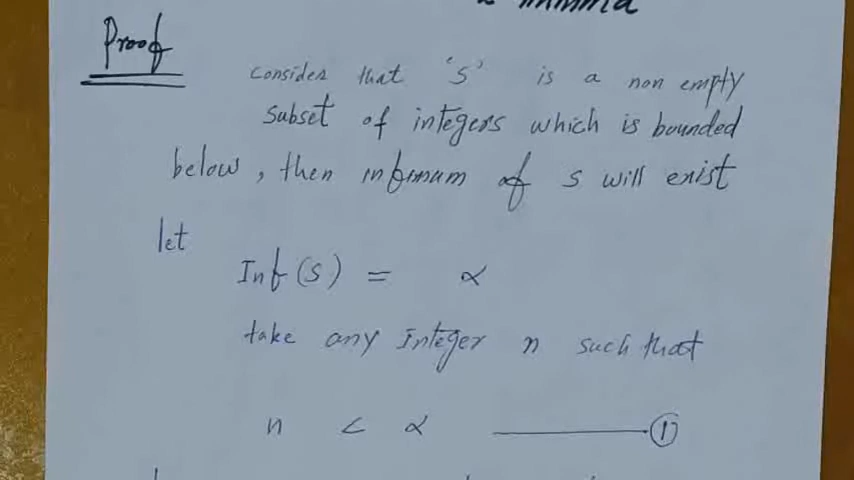 Proof
consider that 's' is a non empty
subset of integers which is bounded
below, then infimum of s will exist
let
Inf (s) = α
take any Integer n such that
n < α ——— ①